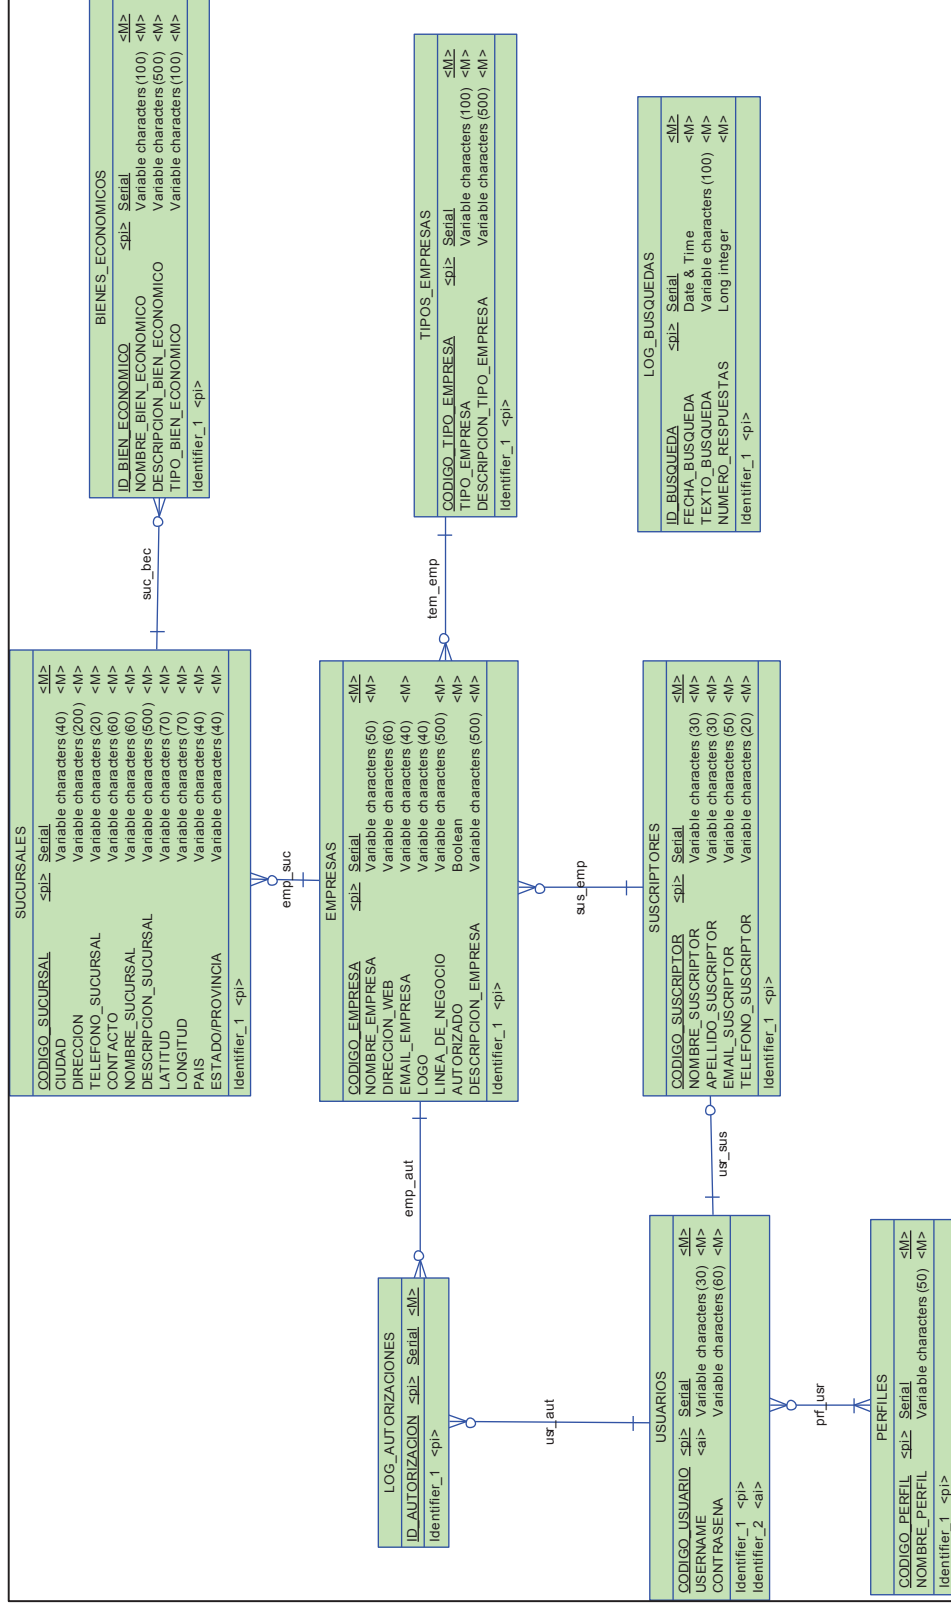 BIENES_ECONOMICOS
ID_BIEN_ECONOMICO <pi> Serial <M>
NOMBRE_BIEN_ECONOMICO Variable characters (100) <M>
DESCRIPCION_BIEN_ECONOMICO Variable characters (500) <M>
TIPO_BIEN_ECONOMICO Variable characters (100) <M>
Identifier_1 <pi>
suc_bec
SUCURSALES
CODIGO_SUCURSAL <pi> Serial <M>
CIUDAD Variable characters (40) <M>
DIRECCION Variable characters (200) <M>
TELEFONO_SUCURSAL Variable characters (20) <M>
CONTACTO Variable characters (60) <M>
NOMBRE_SUCURSAL Variable characters (60) <M>
DESCRIPCION_SUCURSAL Variable characters (500) <M>
LATITUD Variable characters (70) <M>
LONGITUD Variable characters (70) <M>
PAIS Variable characters (40) <M>
ESTADO/PROVINCIA Variable characters (40) <M>
Identifier_1 <pi>
emp_suc
TIPOS_EMPRESAS
CODIGO_TIPO_EMPRESA <pi> Serial <M>
TIPO_EMPRESA Variable characters (100) <M>
DESCRIPCION_TIPO_EMPRESA Variable characters (500) <M>
Identifier_1 <pi>
tem_emp
EMPRESAS
CODIGO_EMPRESA <pi> Serial <M>
NOMBRE_EMPRESA Variable characters (50) <M>
DIRECCION_WEB Variable characters (60)
EMAIL_EMPRESA Variable characters (40) <M>
LOGO Variable characters (40)
LINEA_DE_NEGOCIO Variable characters (500) <M>
AUTORIZADO Boolean <M>
DESCRIPCION_EMPRESA Variable characters (500) <M>
Identifier_1 <pi>
emp_aut
LOG_AUTORIZACIONES
ID_AUTORIZACION <pi> Serial <M>
Identifier_1 <pi>
usr_aut
sus_emp
LOG_BUSQUEDAS
ID_BUSQUEDA <pi> Serial <M>
FECHA_BUSQUEDA Date & Time <M>
TEXTO_BUSQUEDA Variable characters (100) <M>
NUMERO_RESPUESTAS Long integer <M>
Identifier_1 <pi>
SUSCRIPTORES
CODIGO_SUSCRIPTOR <pi> Serial <M>
NOMBRE_SUSCRIPTOR Variable characters (30) <M>
APELLIDO_SUSCRIPTOR Variable characters (30) <M>
EMAIL_SUSCRIPTOR Variable characters (50) <M>
TELEFONO_SUSCRIPTOR Variable characters (20) <M>
Identifier_1 <pi>
usr_sus
USUARIOS
CODIGO_USUARIO <pi> Serial <M>
USERNAME <ai> Variable characters (30) <M>
CONTRASENA Variable characters (60) <M>
Identifier_1 <pi>
Identifier_2 <ai>
prf_usr
PERFILES
CODIGO_PERFIL <pi> Serial <M>
NOMBRE_PERFIL Variable characters (50) <M>
Identifier_1 <pi>